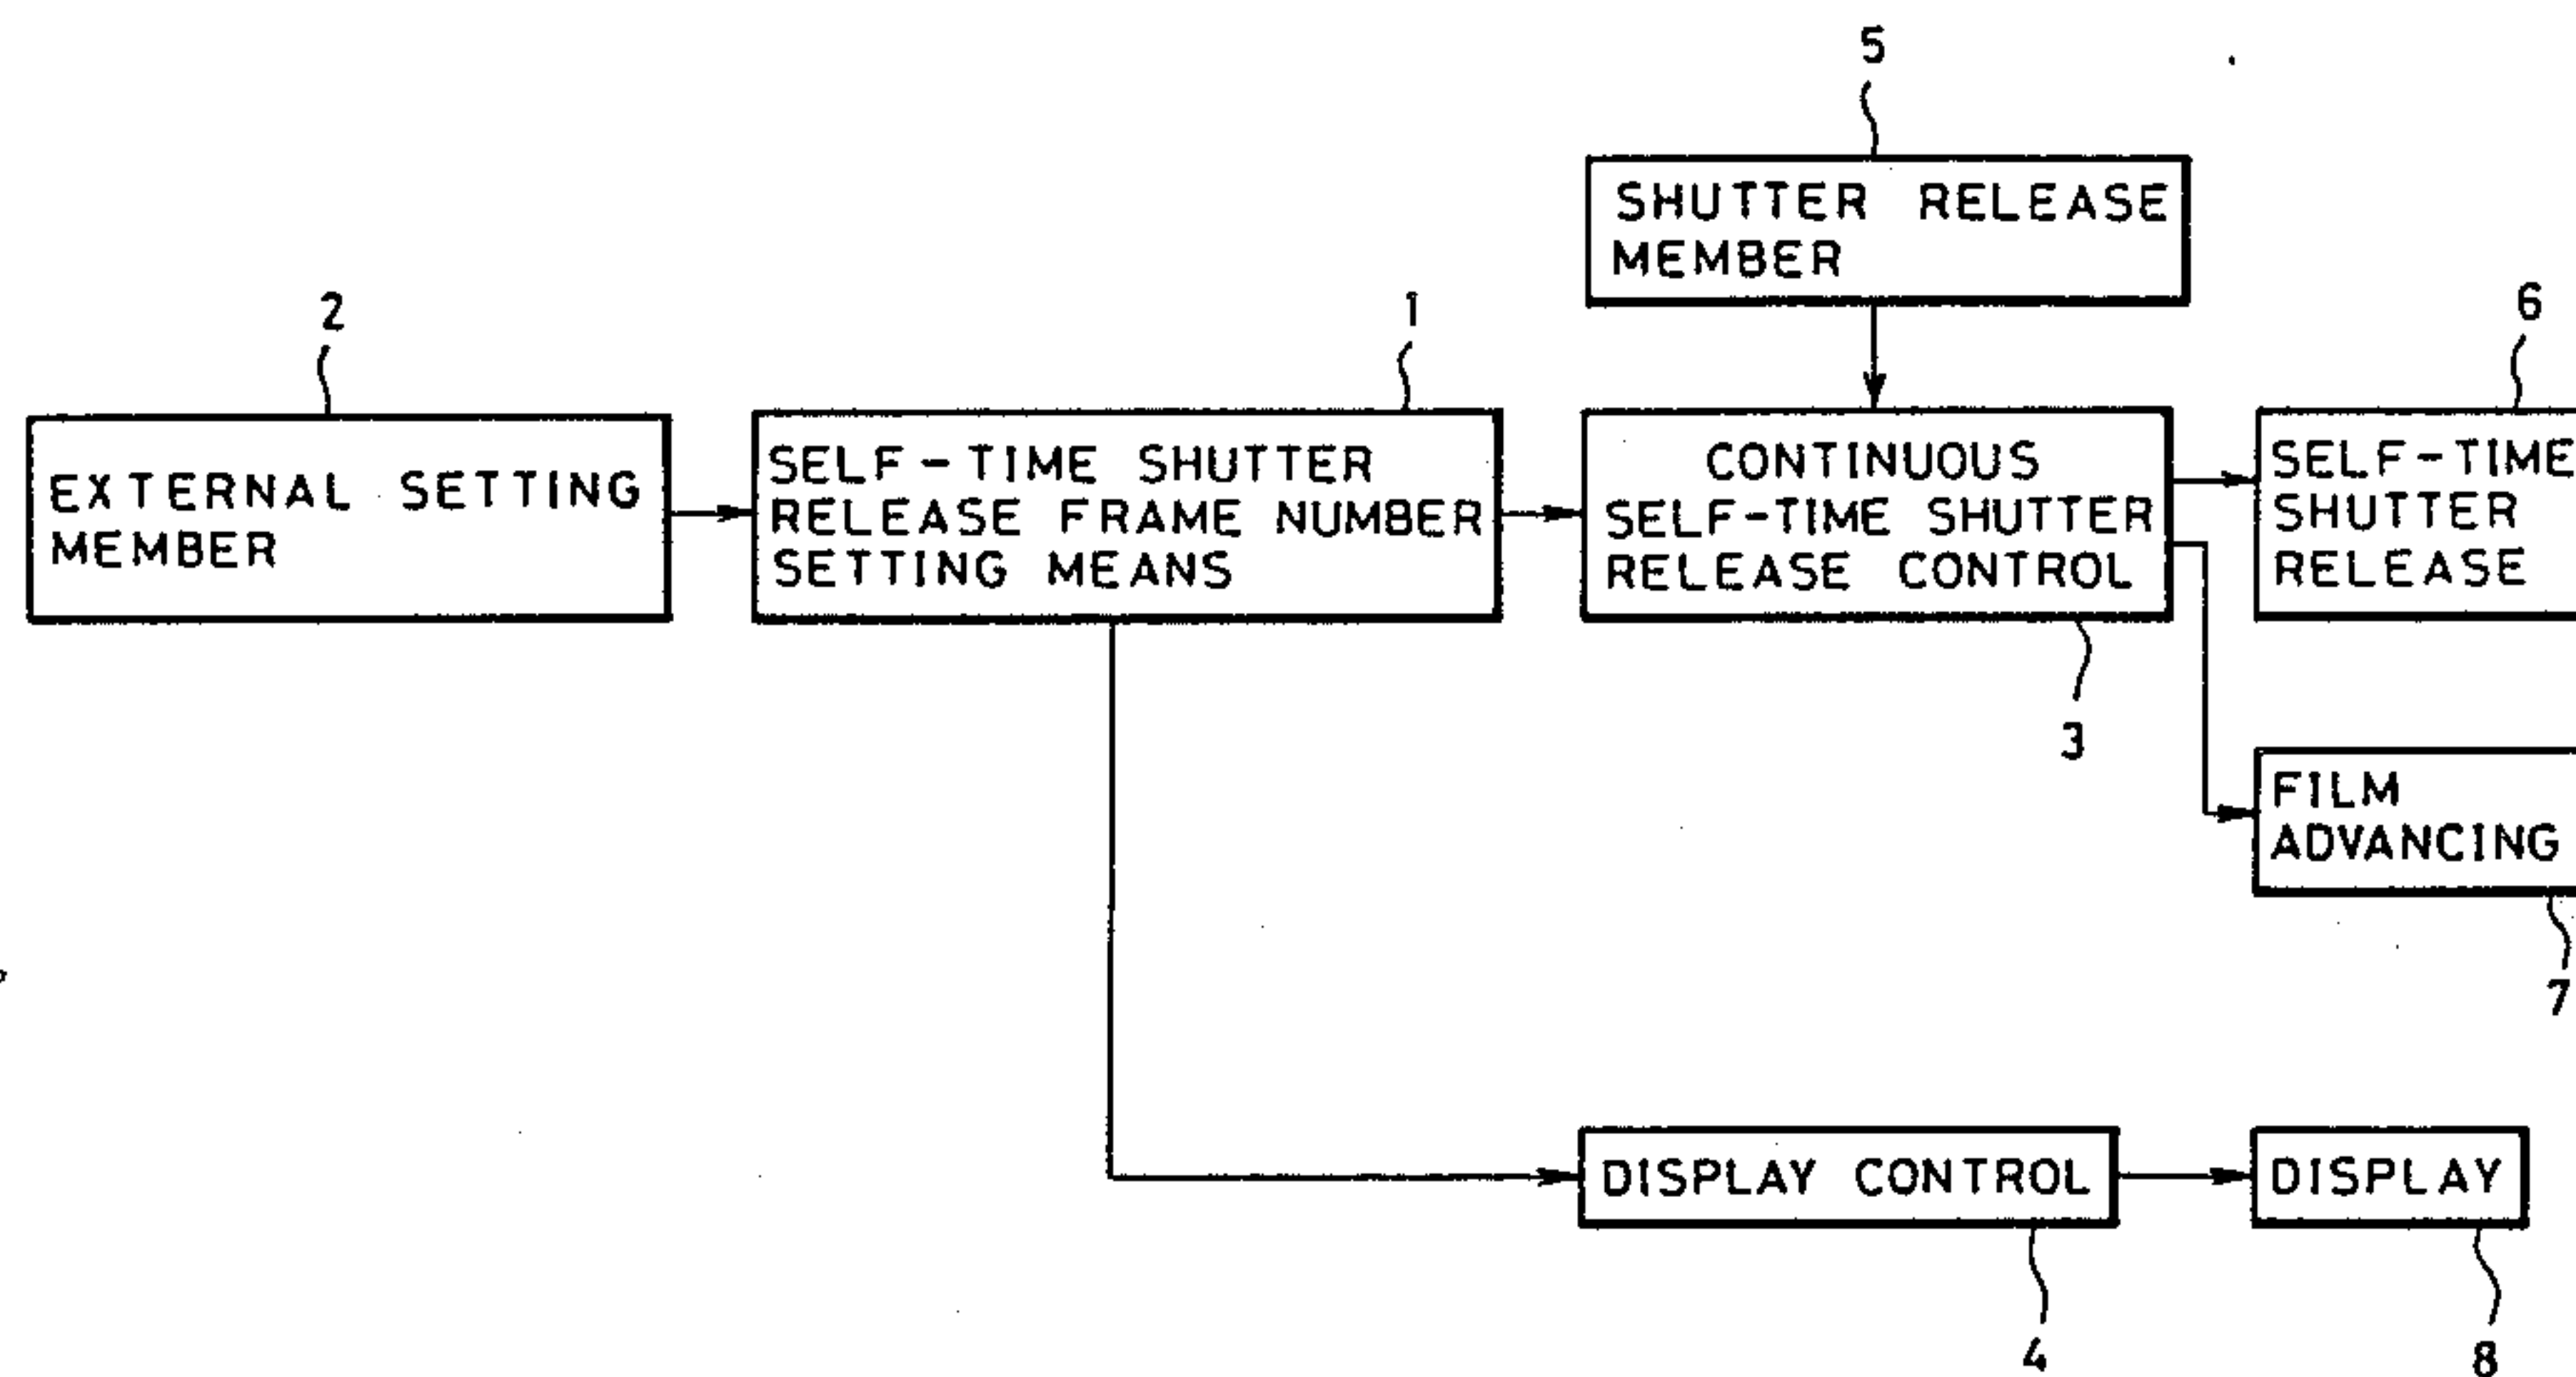 5
SHUTTER RELEASE
MEMBER
2
1
6
EXTERNAL SETTING
MEMBER
SELF-TIME SHUTTER
RELEASE FRAME NUMBER
SETTING MEANS
CONTINUOUS
SELF-TIME SHUTTER
RELEASE CONTROL
SELF-TIME
SHUTTER
RELEASE
3
FILM
ADVANCING
7
DISPLAY CONTROL
DISPLAY
4
8